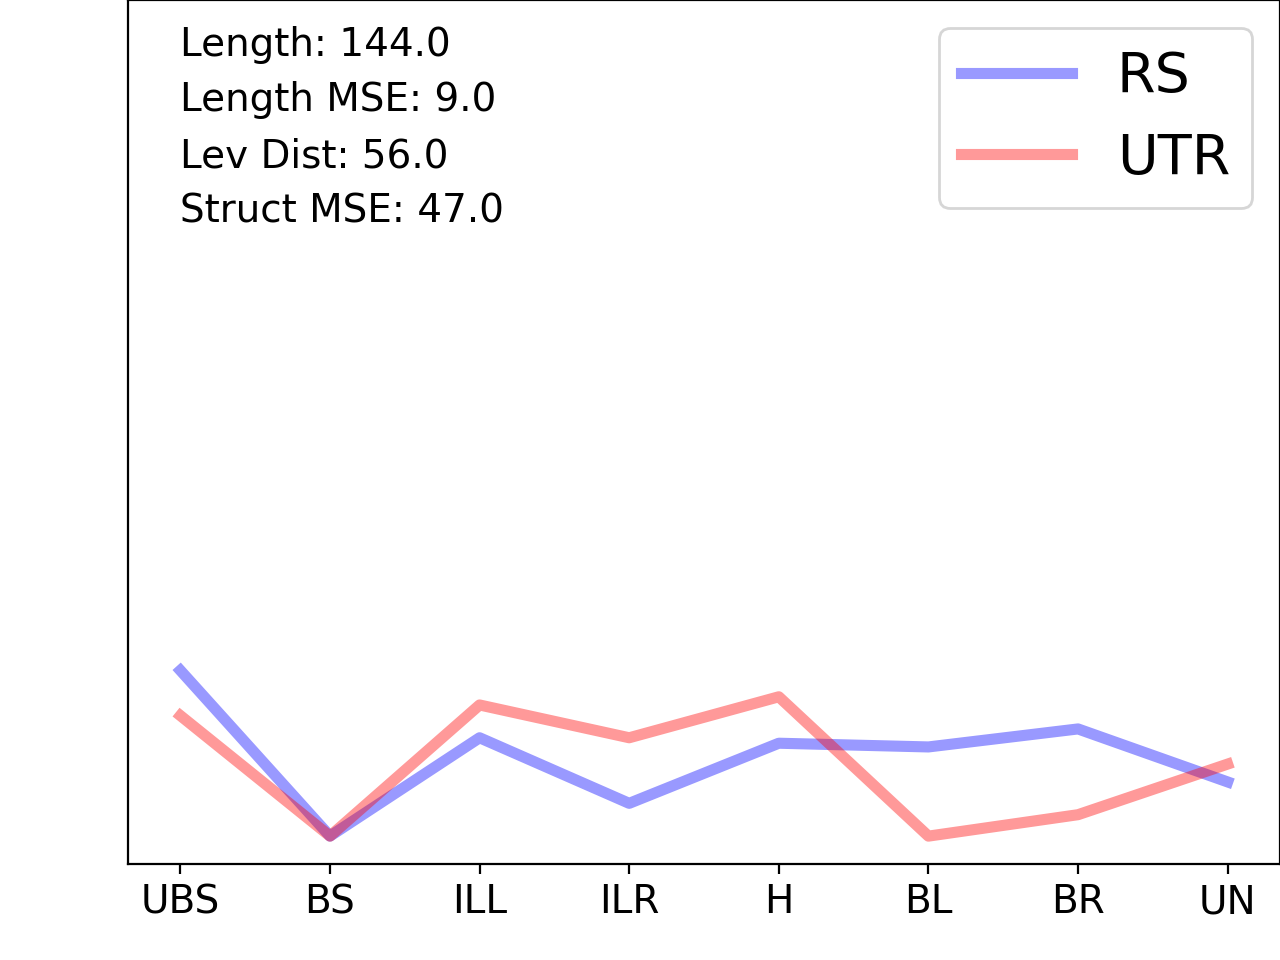 Length: 144.0
Length MSE: 9.0
Lev Dist: 56.0
Struct MSE: 47.0
RS
UTR
UBS BS ILL ILR H BL BR UN